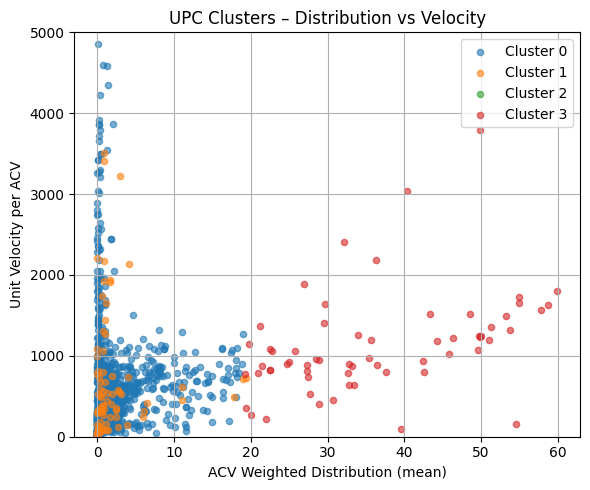 UPC Clusters – Distribution vs Velocity
Unit Velocity per ACV
5000
4000
3000
2000
1000
0
Cluster 0
Cluster 1
Cluster 2
Cluster 3
0 10 20 30 40 50 60
ACV Weighted Distribution (mean)